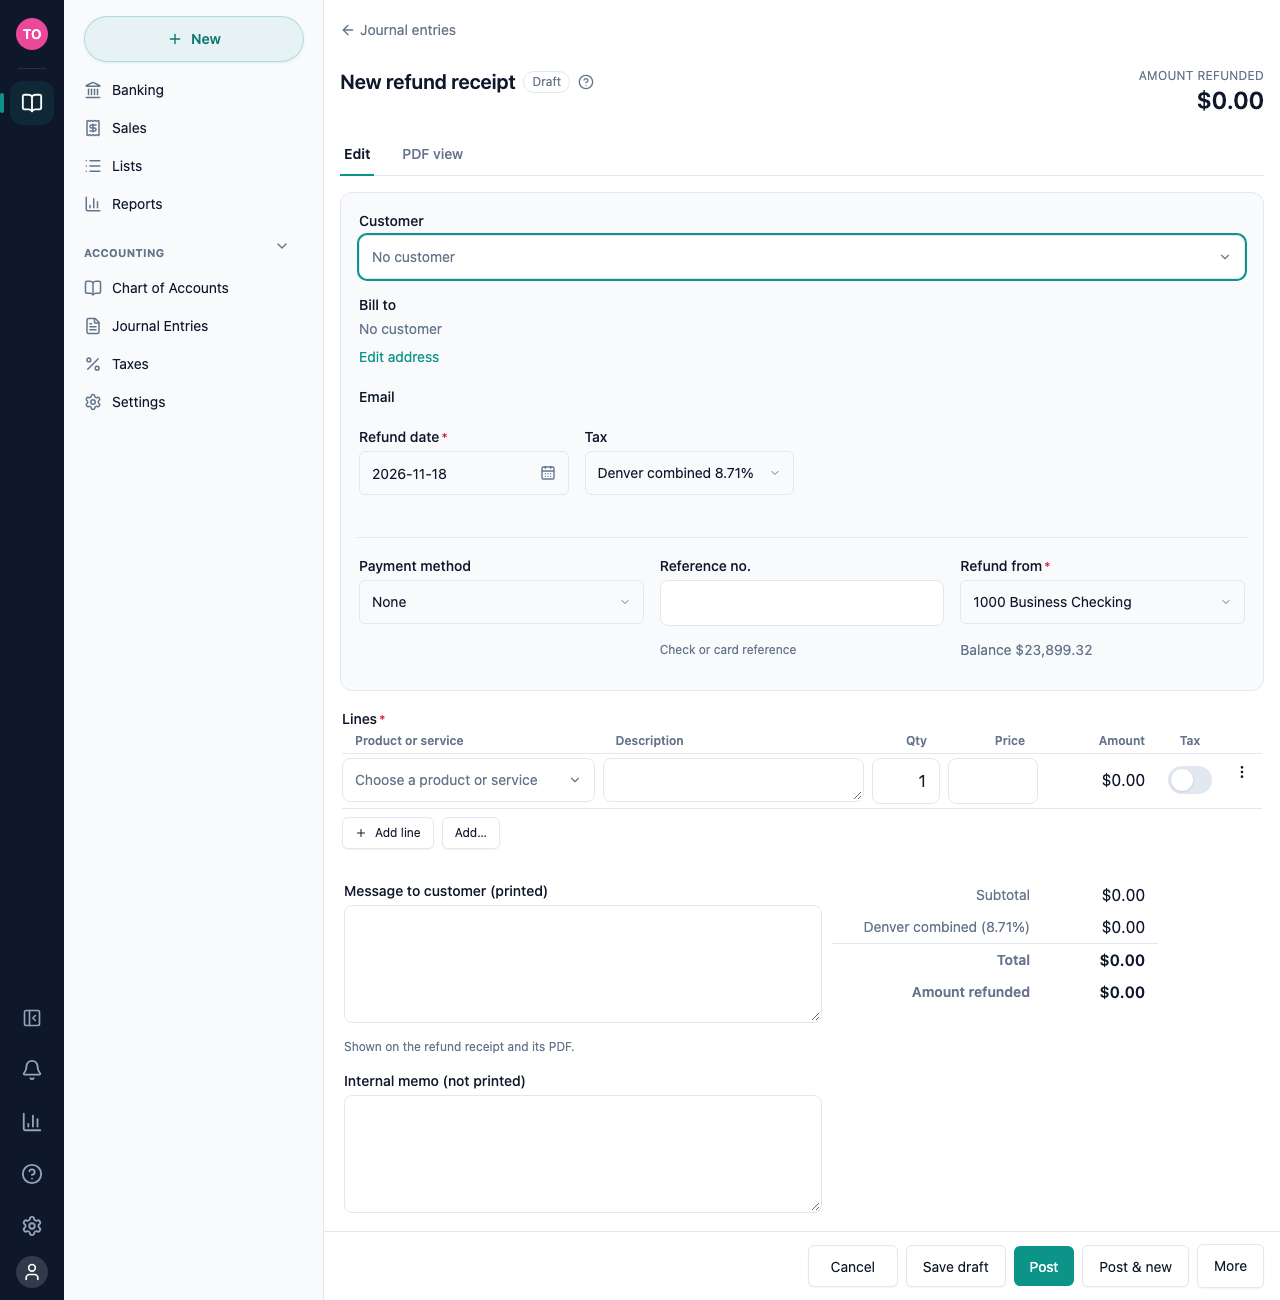 TO
New
Banking
Sales
Lists
Reports
ACCOUNTING
Chart of Accounts
Journal Entries
Taxes
Settings
Journal entries
New refund receipt
Draft
AMOUNT REFUNDED
$0.00
Edit
PDF view
Customer
No customer
Bill to
No customer
Edit address
Email
Refund date*
Tax
2026-11-18
Denver combined 8.71%
Payment method
Reference no.
Refund from*
None
1000 Business Checking
Check or card reference
Balance $23,899.32
Lines*
Product or service
Description
Qty
Price
Amount
Tax
Choose a product or service
1
$0.00
Add line
Add...
Message to customer (printed)
Shown on the refund receipt and its PDF.
Subtotal
$0.00
Denver combined (8.71%)
$0.00
Total
$0.00
Amount refunded
$0.00
Internal memo (not printed)
Cancel
Save draft
Post
Post & new
More